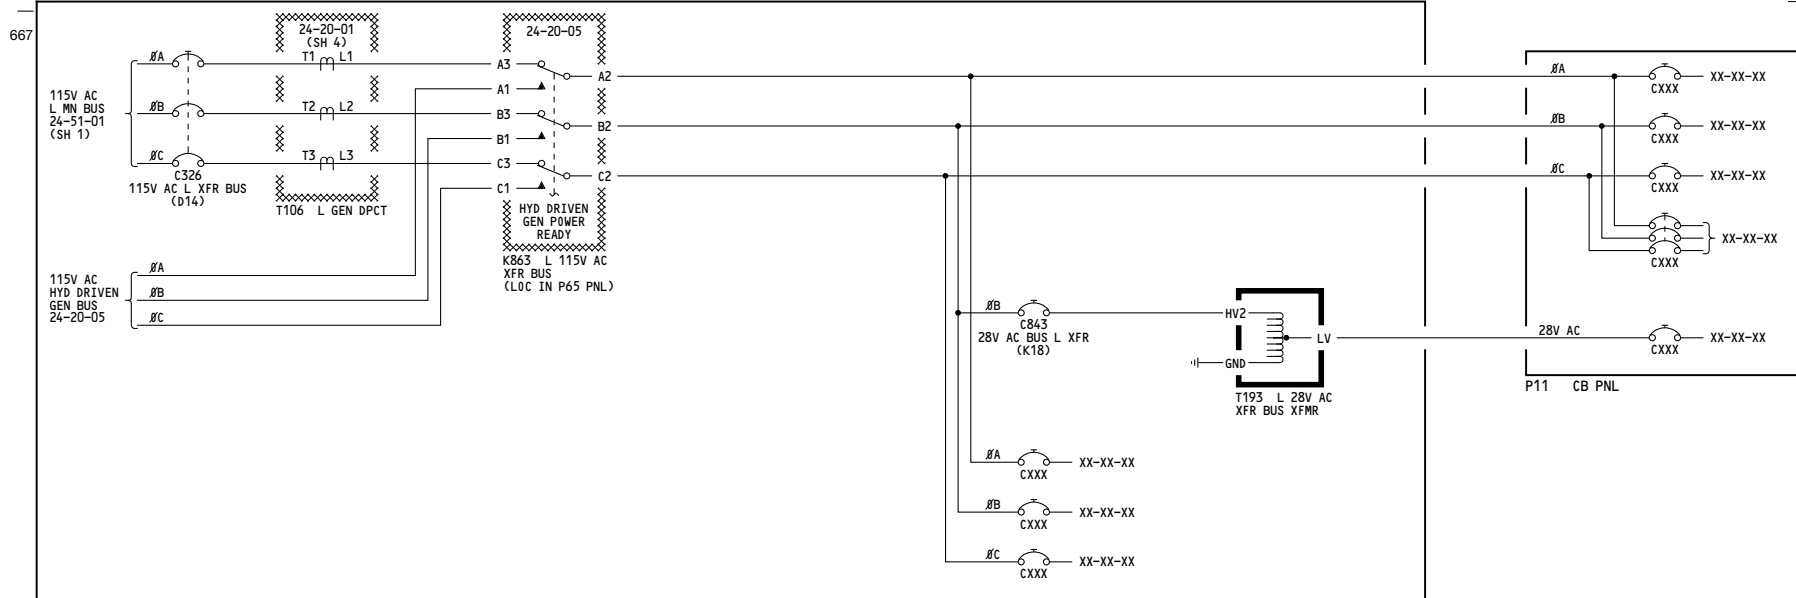 667
24-20-01
(SH 4)
T1 L1
T2 L2
T3 L3
T106 L GEN DPCT
115V AC
L MN BUS
24-51-01
(SH 1)
ØA
ØB
ØC
C326
115V AC L XFR BUS
(D14)
24-20-05
A3
A1
B3
B1
C3
C1
A2
B2
C2
HYD DRIVEN
GEN POWER
READY
K863 L 115V AC
XFR BUS
(LOC IN P65 PNL)
115V AC
HYD DRIVEN
GEN BUS
24-20-05
ØA
ØB
ØC
ØB
C843
28V AC BUS L XFR
(K18)
HV2
GND
LV
T193 L 28V AC
XFR BUS XFMR
ØA
CXXX
XX-XX-XX
ØB
CXXX
XX-XX-XX
ØC
CXXX
XX-XX-XX
ØA
CXXX
XX-XX-XX
ØB
CXXX
XX-XX-XX
ØC
CXXX
XX-XX-XX
CXXX
XX-XX-XX
28V AC
CXXX
XX-XX-XX
P11 CB PNL